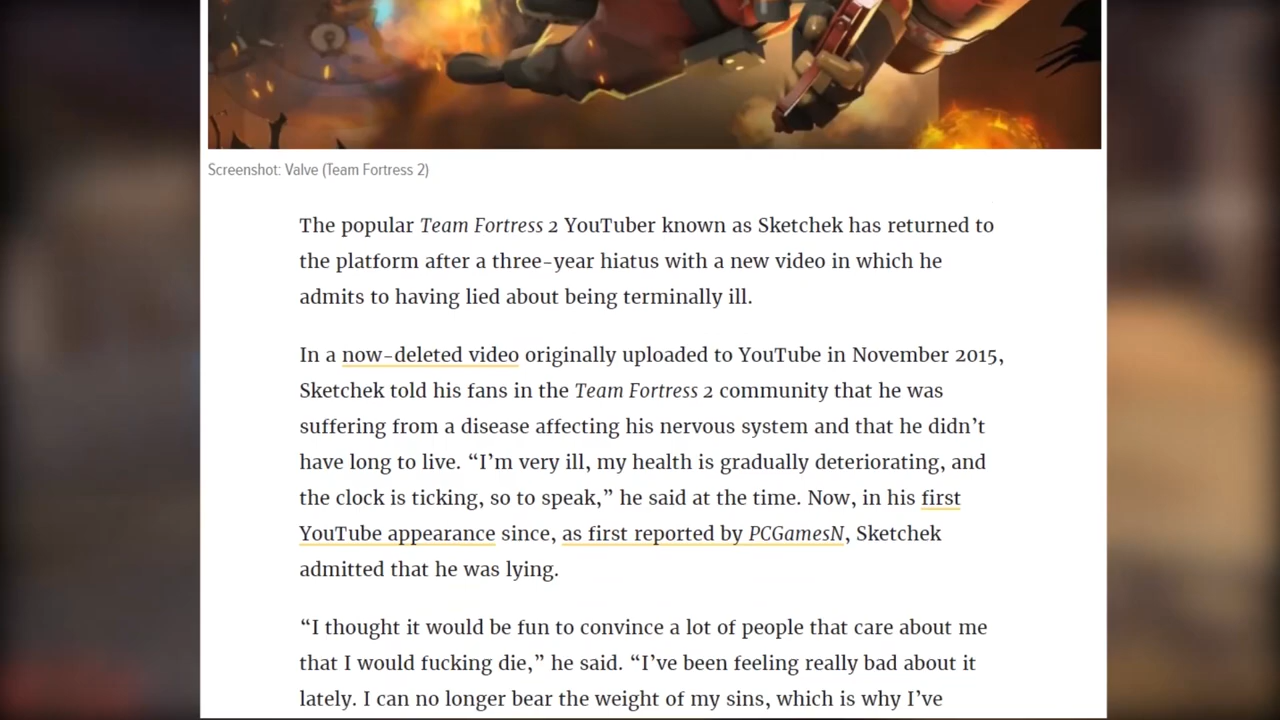 Screenshot: Valve (Team Fortress 2)
The popular Team Fortress 2 YouTuber known as Sketchek has returned to
the platform after a three-year hiatus with a new video in which he
admits to having lied about being terminally ill.
In a now-deleted video originally uploaded to YouTube in November 2015,
Sketchek told his fans in the Team Fortress 2 community that he was
suffering from a disease affecting his nervous system and that he didn’t
have long to live. “I’m very ill, my health is gradually deteriorating, and
the clock is ticking, so to speak,” he said at the time. Now, in his first
YouTube appearance since, as first reported by PCGamesN, Sketchek
admitted that he was lying.
“I thought it would be fun to convince a lot of people that care about me
that I would fucking die,” he said. “I’ve been feeling really bad about it
lately. I can no longer bear the weight of my sins, which is why I’ve